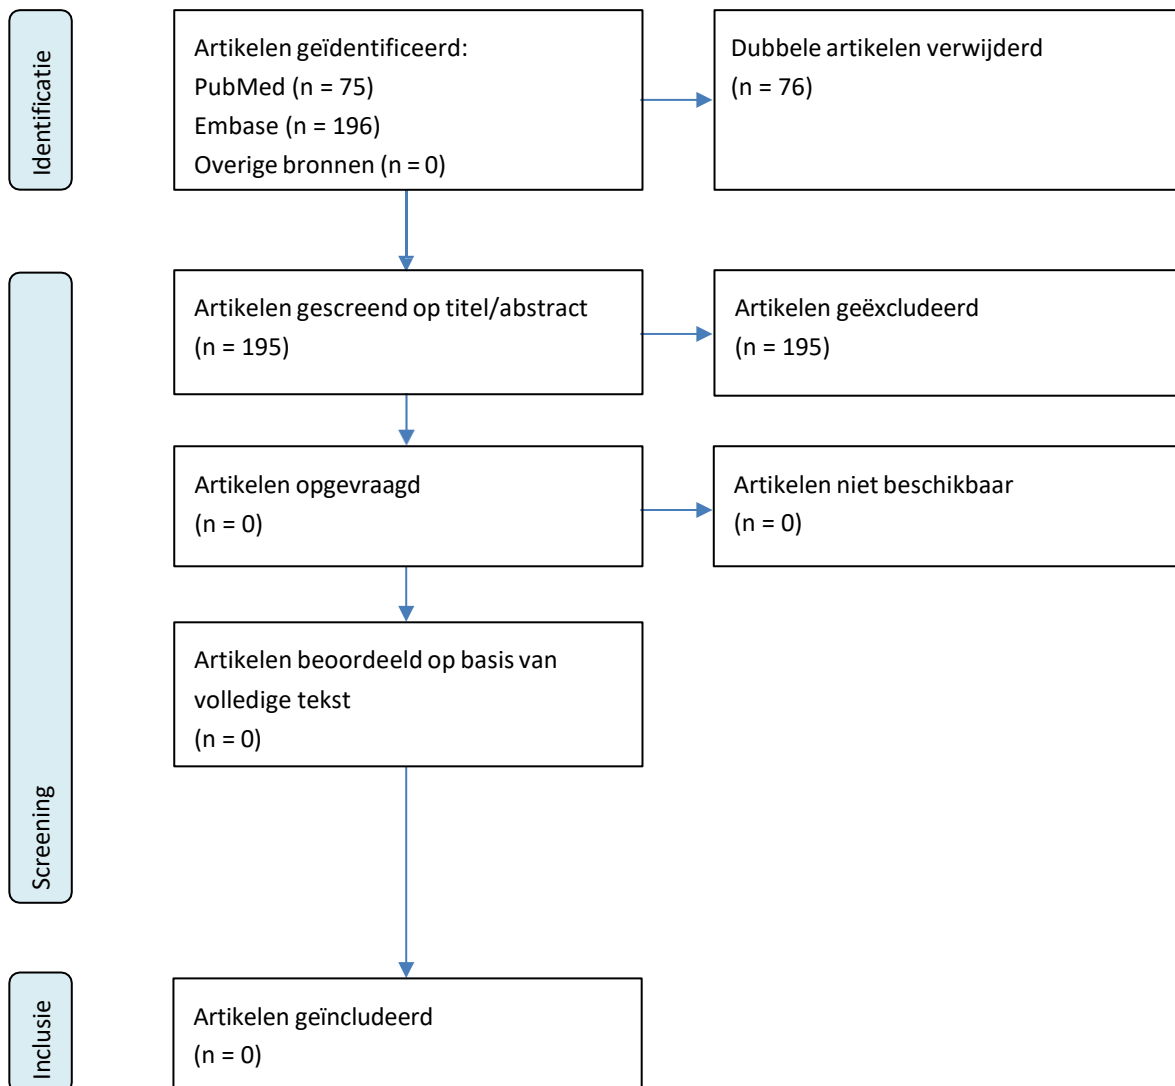 Identificatie
Artikelen geïdentificeerd:
PubMed (n = 75)
Embase (n = 196)
Overige bronnen (n = 0)
Dubbele artikelen verwijderd
(n = 76)
Screening
Artikelen gescreend op titel/abstract
(n = 195)
Artikelen geëxcludeerd
(n = 195)
Artikelen opgevraagd
(n = 0)
Artikelen niet beschikbaar
(n = 0)
Artikelen beoordeeld op basis van
volledige tekst
(n = 0)
Inclusie
Artikelen geïncludeerd
(n = 0)